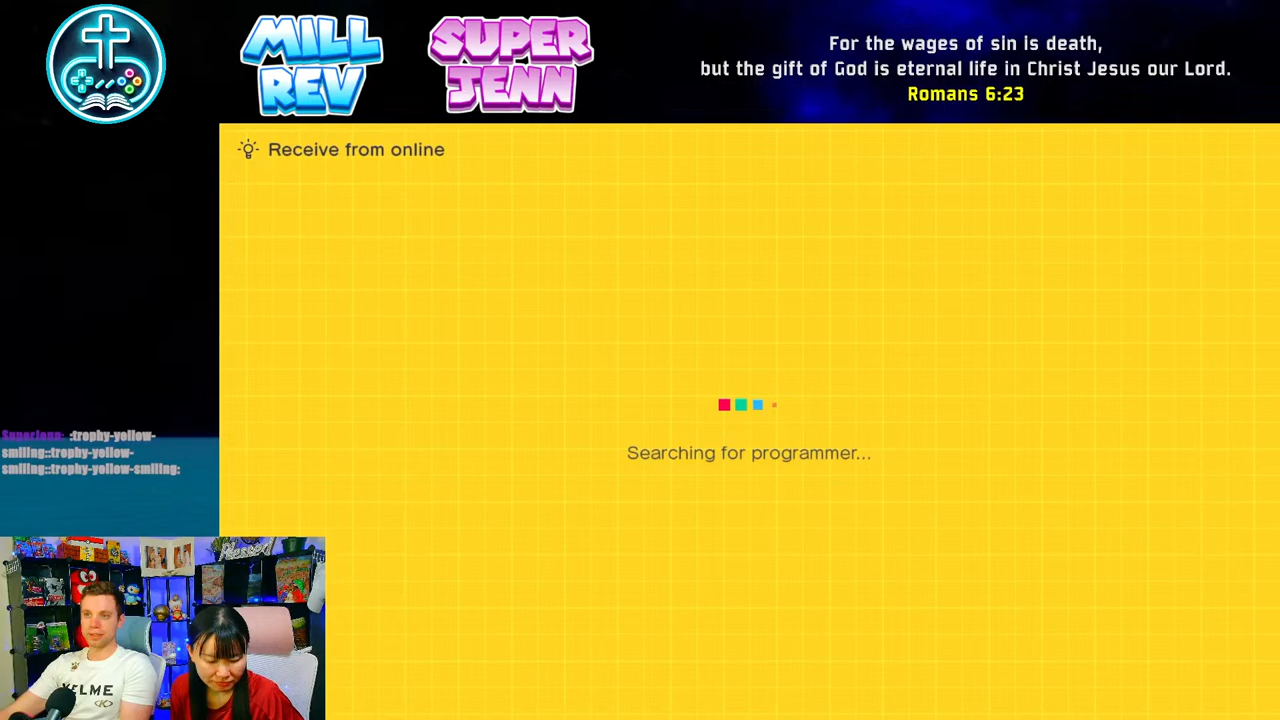 MILL
REV
SUPER
JENN
For the wages of sin is death,
but the gift of God is eternal life in Christ Jesus our Lord.
Romans 6:23
Receive from online
Searching for programmer...
SuperJenn: :trophy-yellow-
smiling::trophy-yellow-
smiling::trophy-yellow-smiling:
Blessed!
KELME